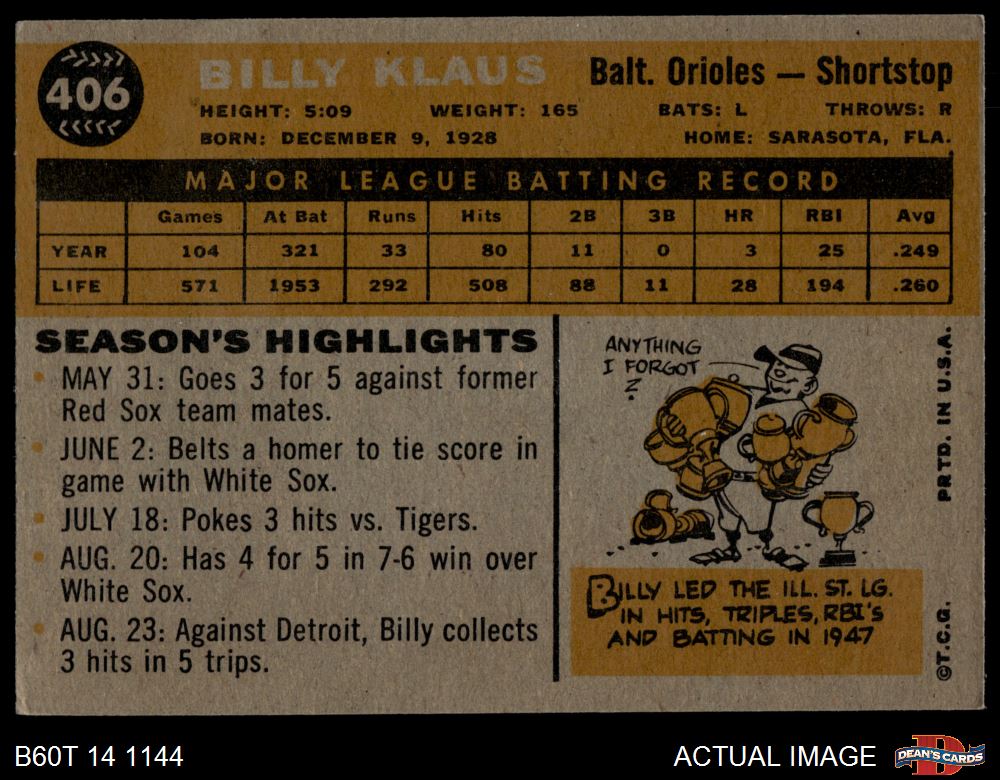 406
BILLY KLAUS
Balt. Orioles — Shortstop
HEIGHT: 5:09 WEIGHT: 165 BATS: L THROWS: R
BORN: DECEMBER 9, 1928 HOME: SARASOTA, FLA.
MAJOR LEAGUE BATTING RECORD
Games At Bat Runs Hits 2B 3B HR RBI Avg
YEAR 104 321 33 80 11 0 3 25 .249
LIFE 571 1953 292 508 88 11 28 194 .260
SEASON'S HIGHLIGHTS
MAY 31: Goes 3 for 5 against former
Red Sox team mates.
JUNE 2: Belts a homer to tie score in
game with White Sox.
JULY 18: Pokes 3 hits vs. Tigers.
AUG. 20: Has 4 for 5 in 7-6 win over
White Sox.
AUG. 23: Against Detroit, Billy collects
3 hits in 5 trips.
ANYTHING
I FORGOT
?
BILLY LED THE ILL. ST. LG.
IN HITS, TRIPLES, RBI'S
AND BATTING IN 1947
©T.C.G. PRTD. IN U.S.A.
B60T 14 1144
ACTUAL IMAGE
DEAN'S CARDS